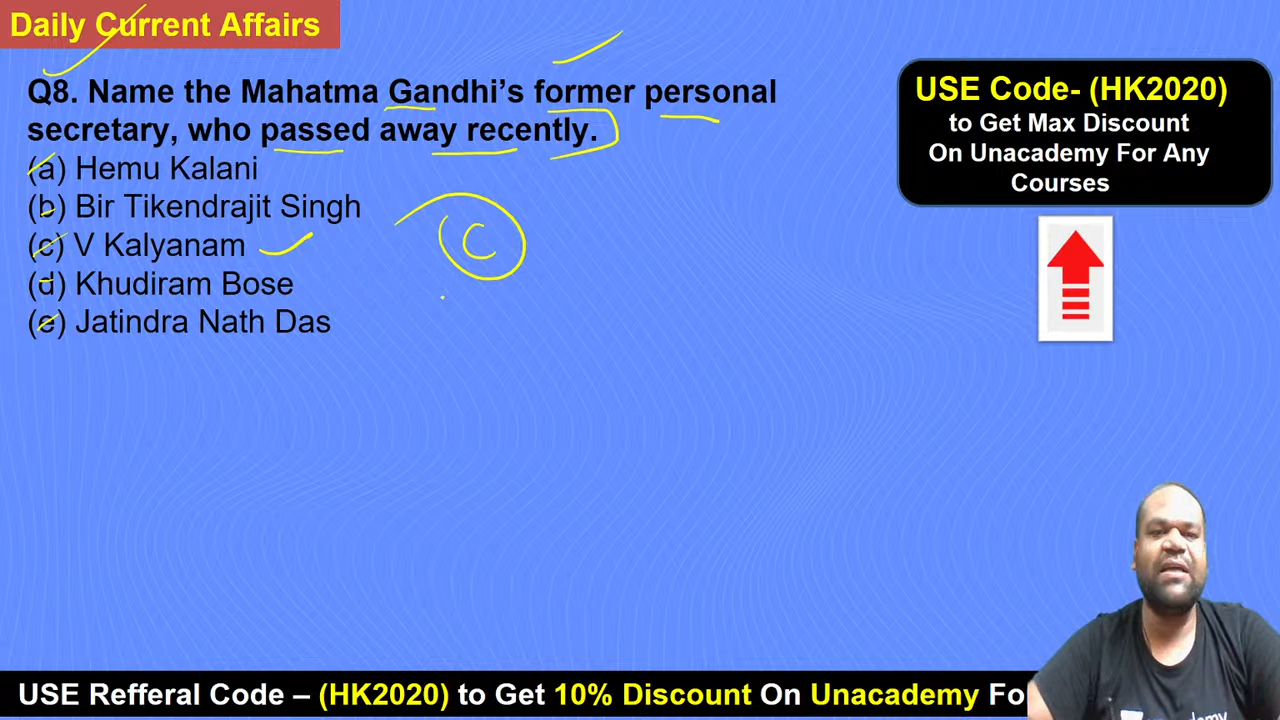 Daily Current Affairs
Q8. Name the Mahatma Gandhi's former personal
secretary, who passed away recently.
(a) Hemu Kalani
(b) Bir Tikendrajit Singh
(c) V Kalyanam
(d) Khudiram Bose
(e) Jatindra Nath Das
C
USE Code- (HK2020)
to Get Max Discount
On Unacademy For Any
Courses
USE Refferal Code – (HK2020) to Get 10% Discount On Unacademy Fo